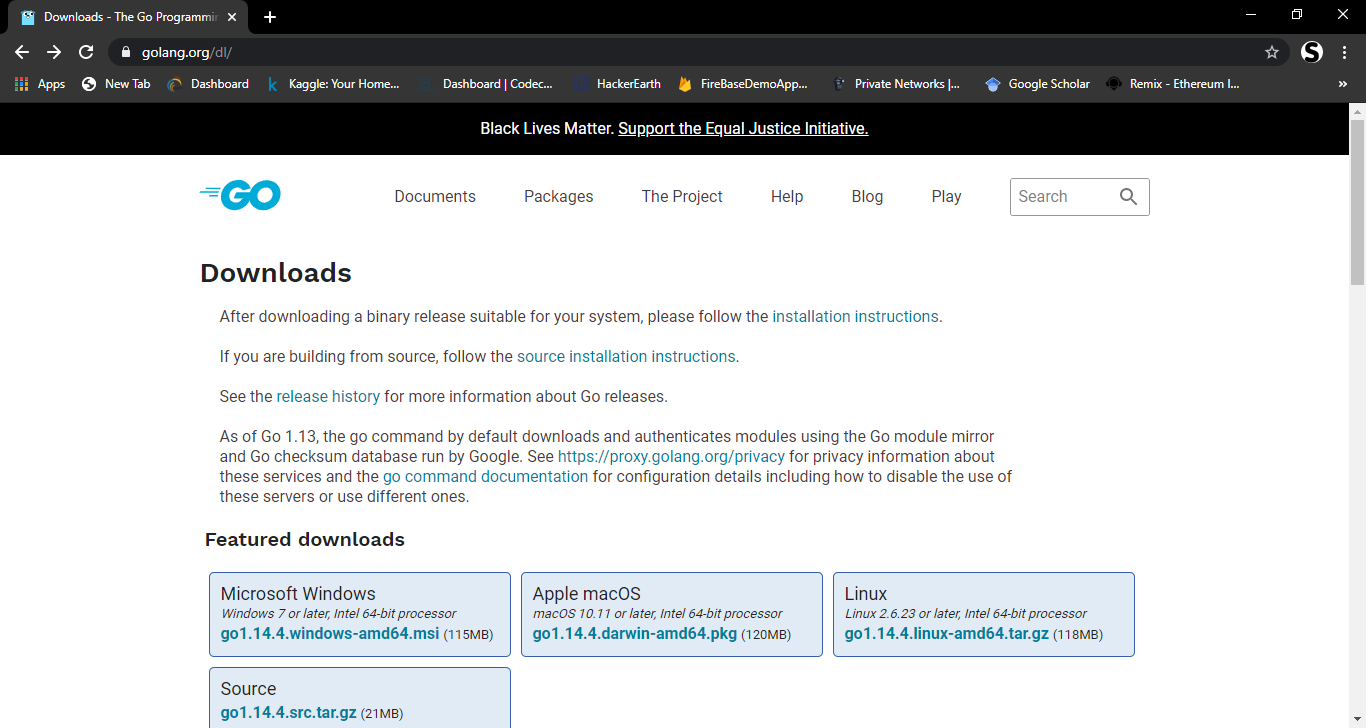 Downloads - The Go Programmin
golang.org/dl/
Apps New Tab Dashboard Kaggle: Your Home... Dashboard | Codec... HackerEarth FireBaseDemoApp... Private Networks |... Google Scholar Remix - Ethereum I... »
Black Lives Matter. Support the Equal Justice Initiative.
GO Documents Packages The Project Help Blog Play Search
Downloads
After downloading a binary release suitable for your system, please follow the installation instructions.
If you are building from source, follow the source installation instructions.
See the release history for more information about Go releases.
As of Go 1.13, the go command by default downloads and authenticates modules using the Go module mirror
and Go checksum database run by Google. See https://proxy.golang.org/privacy for privacy information about
these services and the go command documentation for configuration details including how to disable the use of
these servers or use different ones.
Featured downloads
Microsoft Windows
Windows 7 or later, Intel 64-bit processor
go1.14.4.windows-amd64.msi (115MB)
Apple macOS
macOS 10.11 or later, Intel 64-bit processor
go1.14.4.darwin-amd64.pkg (120MB)
Linux
Linux 2.6.23 or later, Intel 64-bit processor
go1.14.4.linux-amd64.tar.gz (118MB)
Source
go1.14.4.src.tar.gz (21MB)